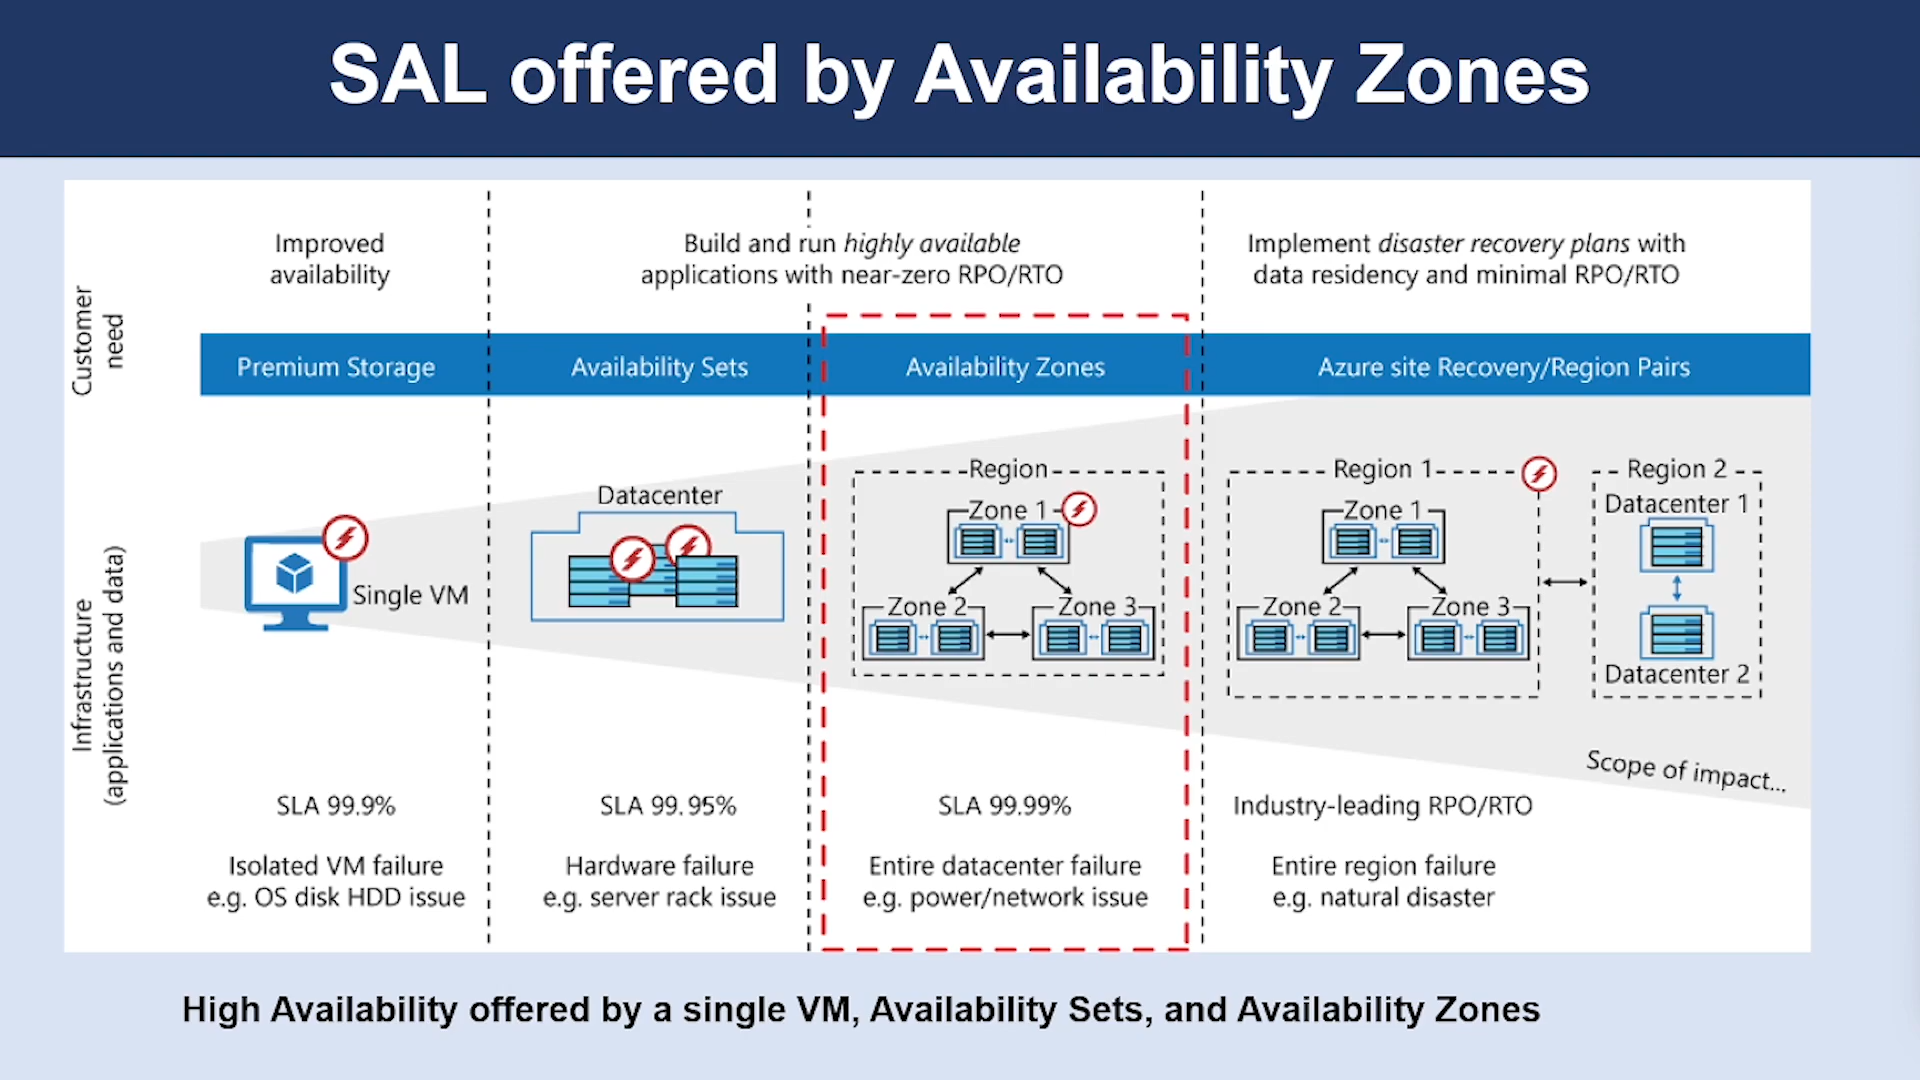 SAL offered by Availability Zones
Customer
need
Improved
availability
Build and run highly available
applications with near-zero RPO/RTO
Implement disaster recovery plans with
data residency and minimal RPO/RTO
Premium Storage
Availability Sets
Availability Zones
Azure site Recovery/Region Pairs
Infrastructure
(applications and data)
Single VM
Datacenter
Region
Zone 1
Zone 2
Zone 3
Region 1
Zone 1
Zone 2
Zone 3
Region 2
Datacenter 1
Datacenter 2
Scope of impact...
SLA 99.9%
SLA 99.95%
SLA 99.99%
Industry-leading RPO/RTO
Isolated VM failure
e.g. OS disk HDD issue
Hardware failure
e.g. server rack issue
Entire datacenter failure
e.g. power/network issue
Entire region failure
e.g. natural disaster
High Availability offered by a single VM, Availability Sets, and Availability Zones